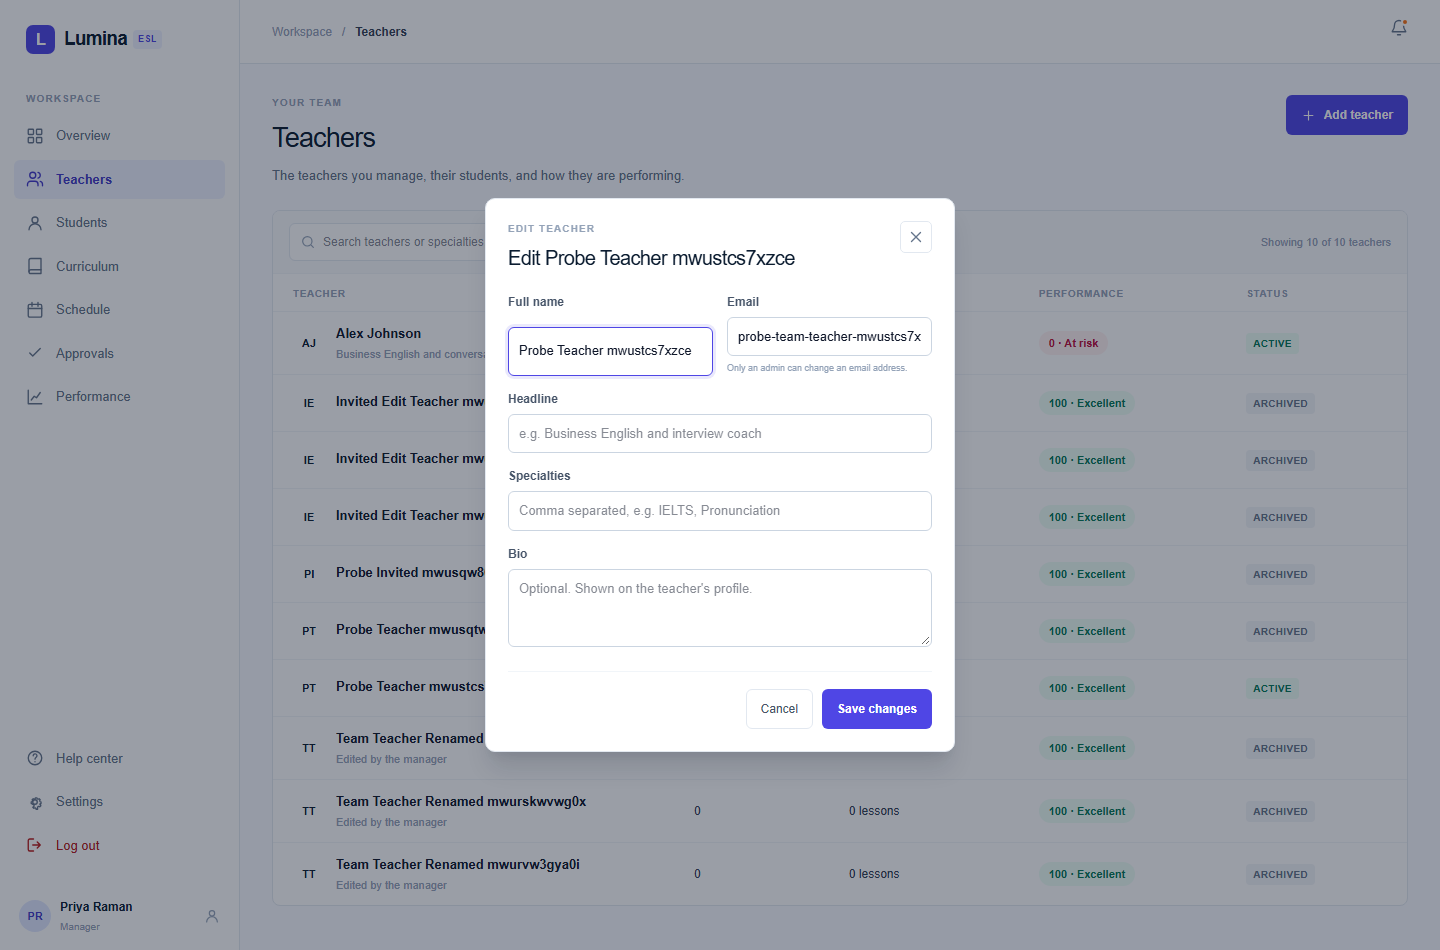 L Lumina ESL
WORKSPACE
Overview
Teachers
Students
Curriculum
Schedule
Approvals
Performance
Help center
Settings
Log out
PR Priya Raman
Manager
Workspace / Teachers
YOUR TEAM
Teachers
The teachers you manage, their students, and how they are performing.
+ Add teacher
Search teachers or specialties
Showing 10 of 10 teachers
TEACHER PERFORMANCE STATUS
AJ Alex Johnson 0 · At risk ACTIVE
Business English and convers
IE Invited Edit Teacher mw 100 · Excellent ARCHIVED
IE Invited Edit Teacher mw 100 · Excellent ARCHIVED
IE Invited Edit Teacher mw 100 · Excellent ARCHIVED
PI Probe Invited mwusqw8 100 · Excellent ARCHIVED
PT Probe Teacher mwusqtw 100 · Excellent ARCHIVED
PT Probe Teacher mwustcs 100 · Excellent ACTIVE
TT Team Teacher Renamed 100 · Excellent ARCHIVED
Edited by the manager
TT Team Teacher Renamed mwurskwvwg0x 0 0 lessons 100 · Excellent ARCHIVED
Edited by the manager
TT Team Teacher Renamed mwurvw3gya0i 0 0 lessons 100 · Excellent ARCHIVED
Edited by the manager
EDIT TEACHER
Edit Probe Teacher mwustcs7xzce
Full name Email
Probe Teacher mwustcs7xzce probe-team-teacher-mwustcs7x
Only an admin can change an email address.
Headline
e.g. Business English and interview coach
Specialties
Comma separated, e.g. IELTS, Pronunciation
Bio
Optional. Shown on the teacher's profile.
Cancel Save changes